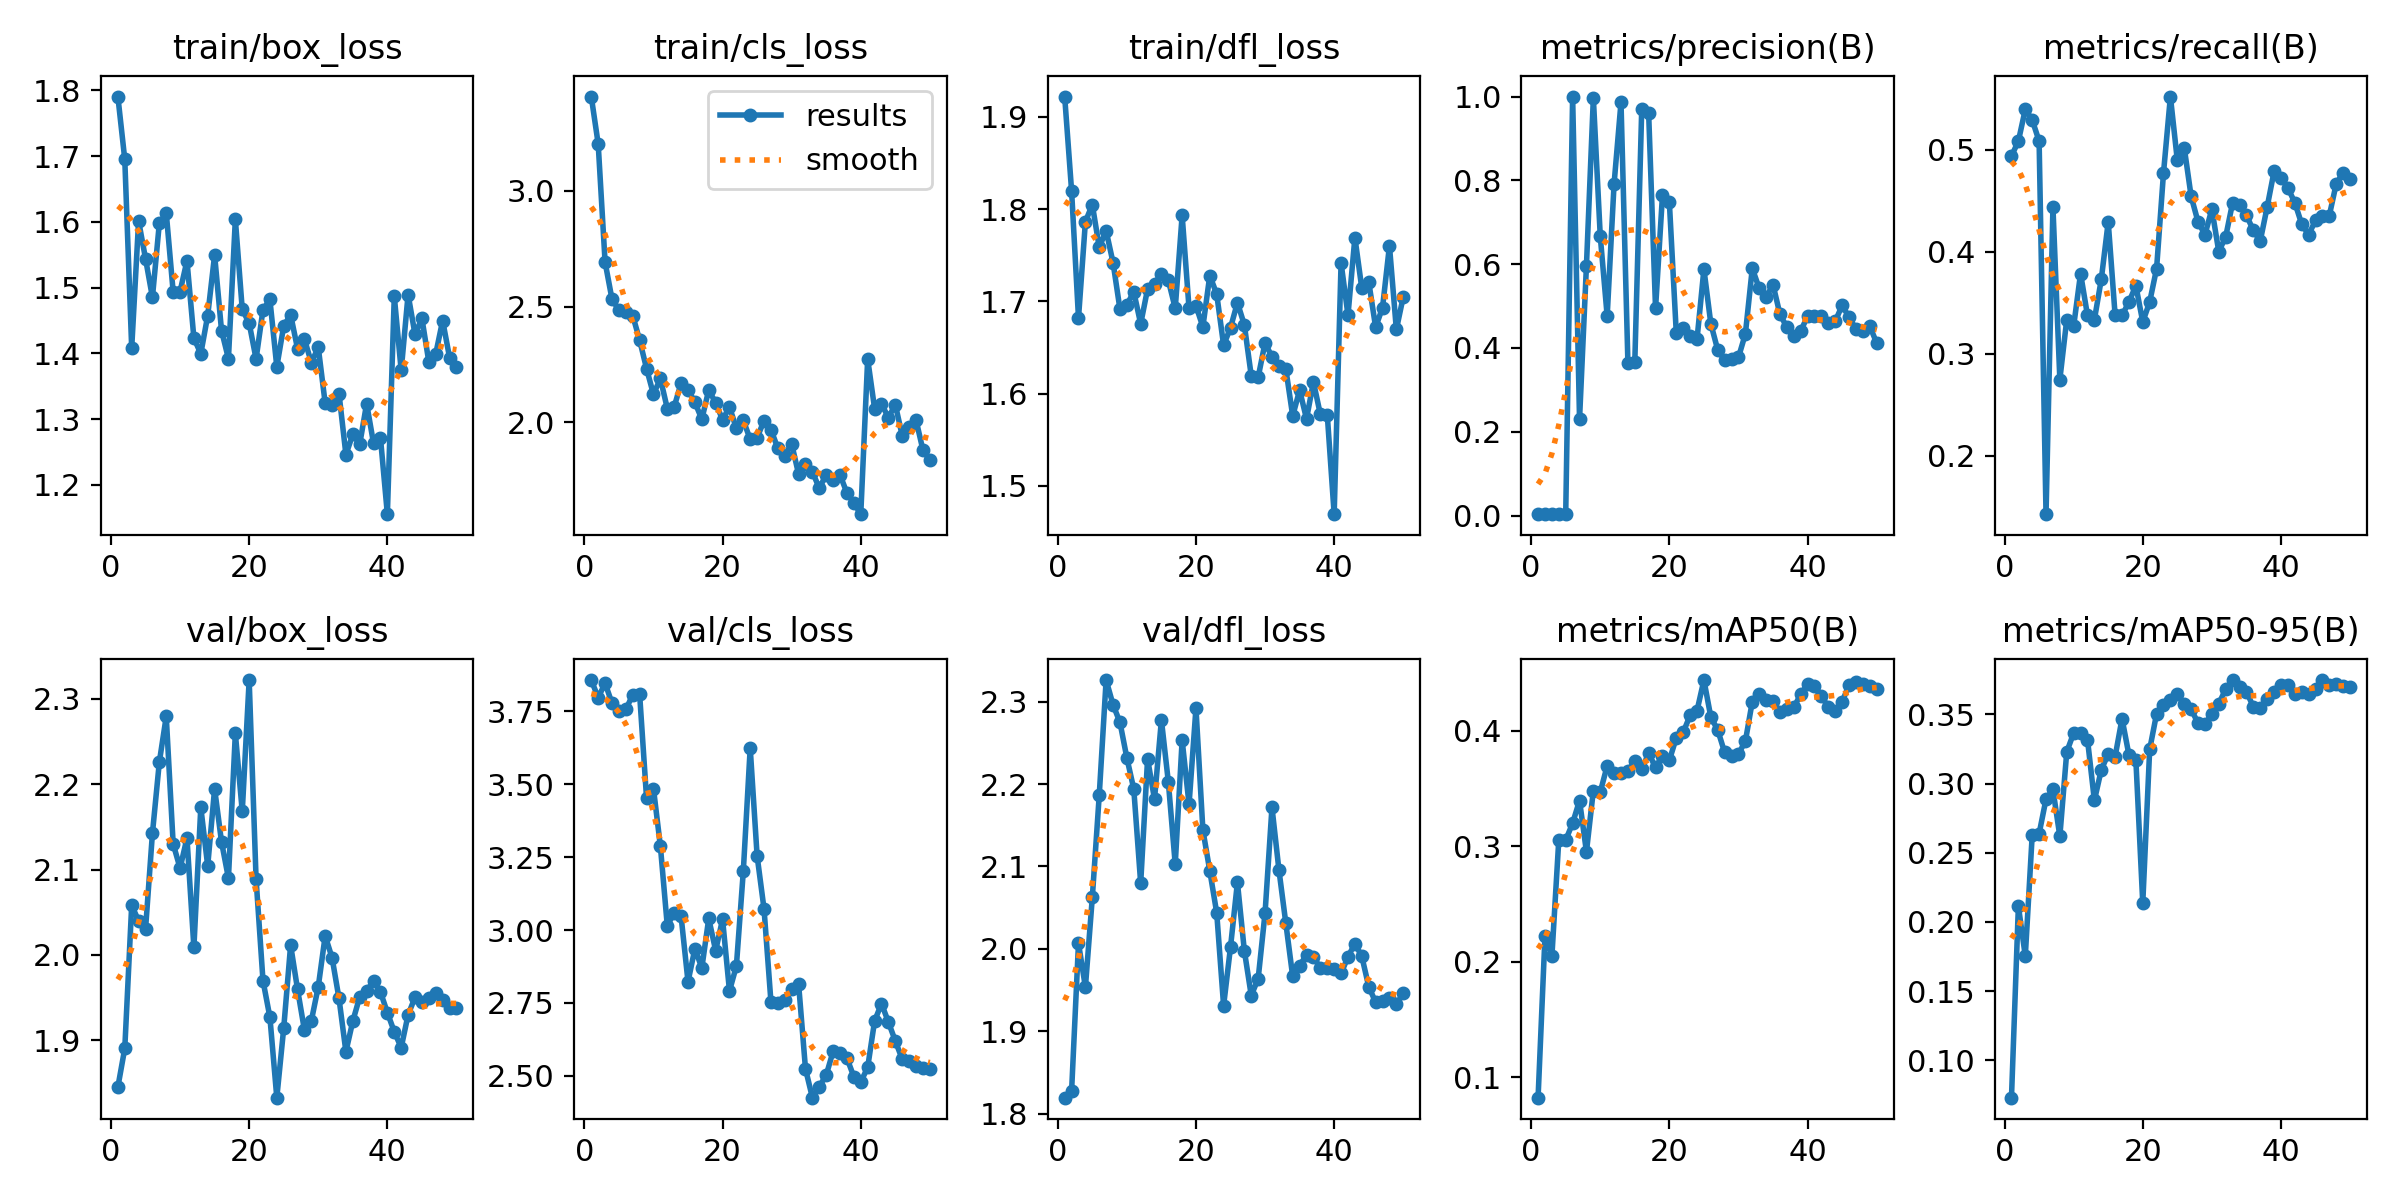 train/box_loss
1.8
1.7
1.6
1.5
1.4
1.3
1.2
0 20 40
train/cls_loss
results
smooth
3.0
2.5
2.0
0 20 40
train/dfl_loss
1.9
1.8
1.7
1.6
1.5
0 20 40
metrics/precision(B)
1.0
0.8
0.6
0.4
0.2
0.0
0 20 40
metrics/recall(B)
0.5
0.4
0.3
0.2
0 20 40
val/box_loss
2.3
2.2
2.1
2.0
1.9
0 20 40
val/cls_loss
3.75
3.50
3.25
3.00
2.75
2.50
0 20 40
val/dfl_loss
2.3
2.2
2.1
2.0
1.9
1.8
0 20 40
metrics/mAP50(B)
0.4
0.3
0.2
0.1
0 20 40
metrics/mAP50-95(B)
0.35
0.30
0.25
0.20
0.15
0.10
0 20 40